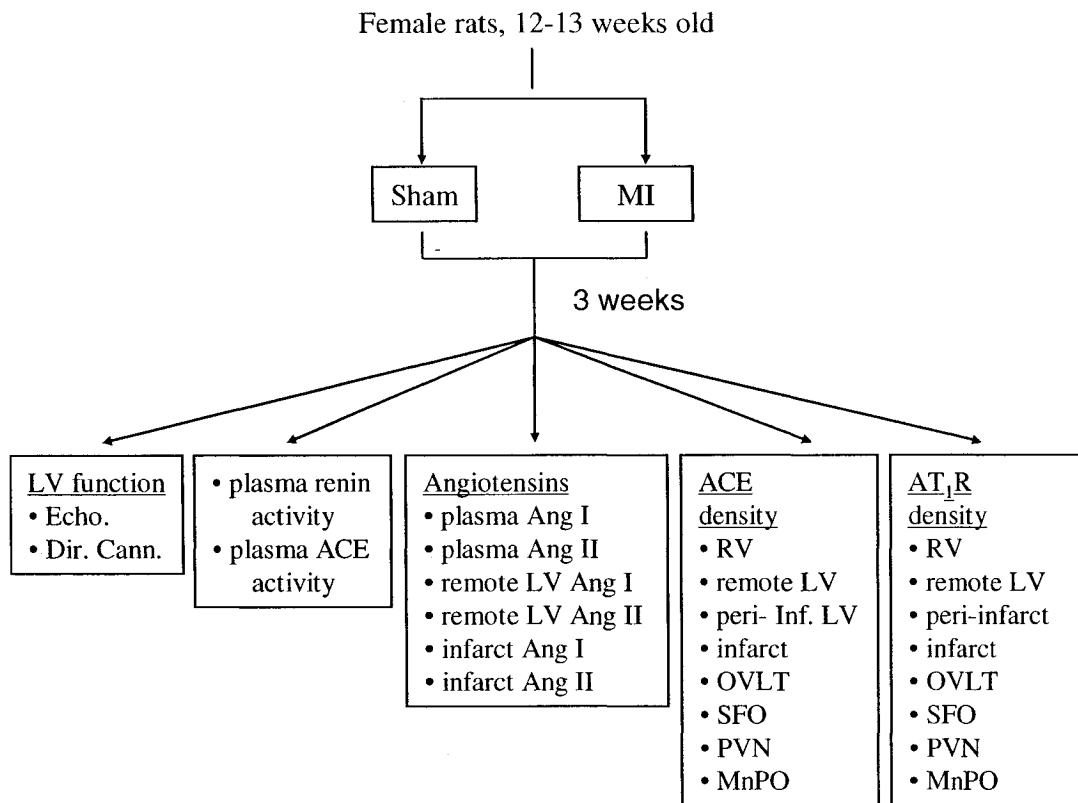 Female rats, 12-13 weeks old
Sham
MI
3 weeks
LV function
• Echo.
• Dir. Cann.
• plasma renin
activity
• plasma ACE
activity
Angiotensins
• plasma Ang I
• plasma Ang II
• remote LV Ang I
• remote LV Ang II
• infarct Ang I
• infarct Ang II
ACE
density
• RV
• remote LV
• peri- Inf. LV
• infarct
• OVLT
• SFO
• PVN
• MnPO
AT₁R
density
• RV
• remote LV
• peri-infarct
• infarct
• OVLT
• SFO
• PVN
• MnPO